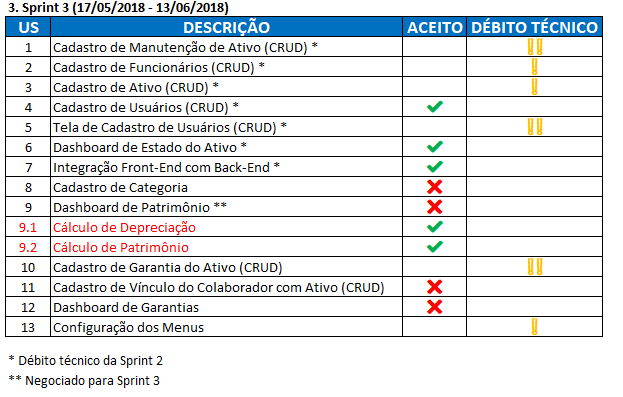 3. Sprint 3 (17/05/2018 - 13/06/2018)
US DESCRIÇÃO ACEITO DÉBITO TÉCNICO
1 Cadastro de Manutenção de Ativo (CRUD) *
2 Cadastro de Funcionários (CRUD) *
3 Cadastro de Ativo (CRUD) *
4 Cadastro de Usuários (CRUD) *
5 Tela de Cadastro de Usuários (CRUD) *
6 Dashboard de Estado do Ativo *
7 Integração Front-End com Back-End *
8 Cadastro de Categoria
9 Dashboard de Patrimônio **
9.1 Cálculo de Depreciação
9.2 Cálculo de Patrimônio
10 Cadastro de Garantia do Ativo (CRUD)
11 Cadastro de Vínculo do Colaborador com Ativo (CRUD)
12 Dashboard de Garantias
13 Configuração dos Menus
* Débito técnico da Sprint 2
** Negociado para Sprint 3